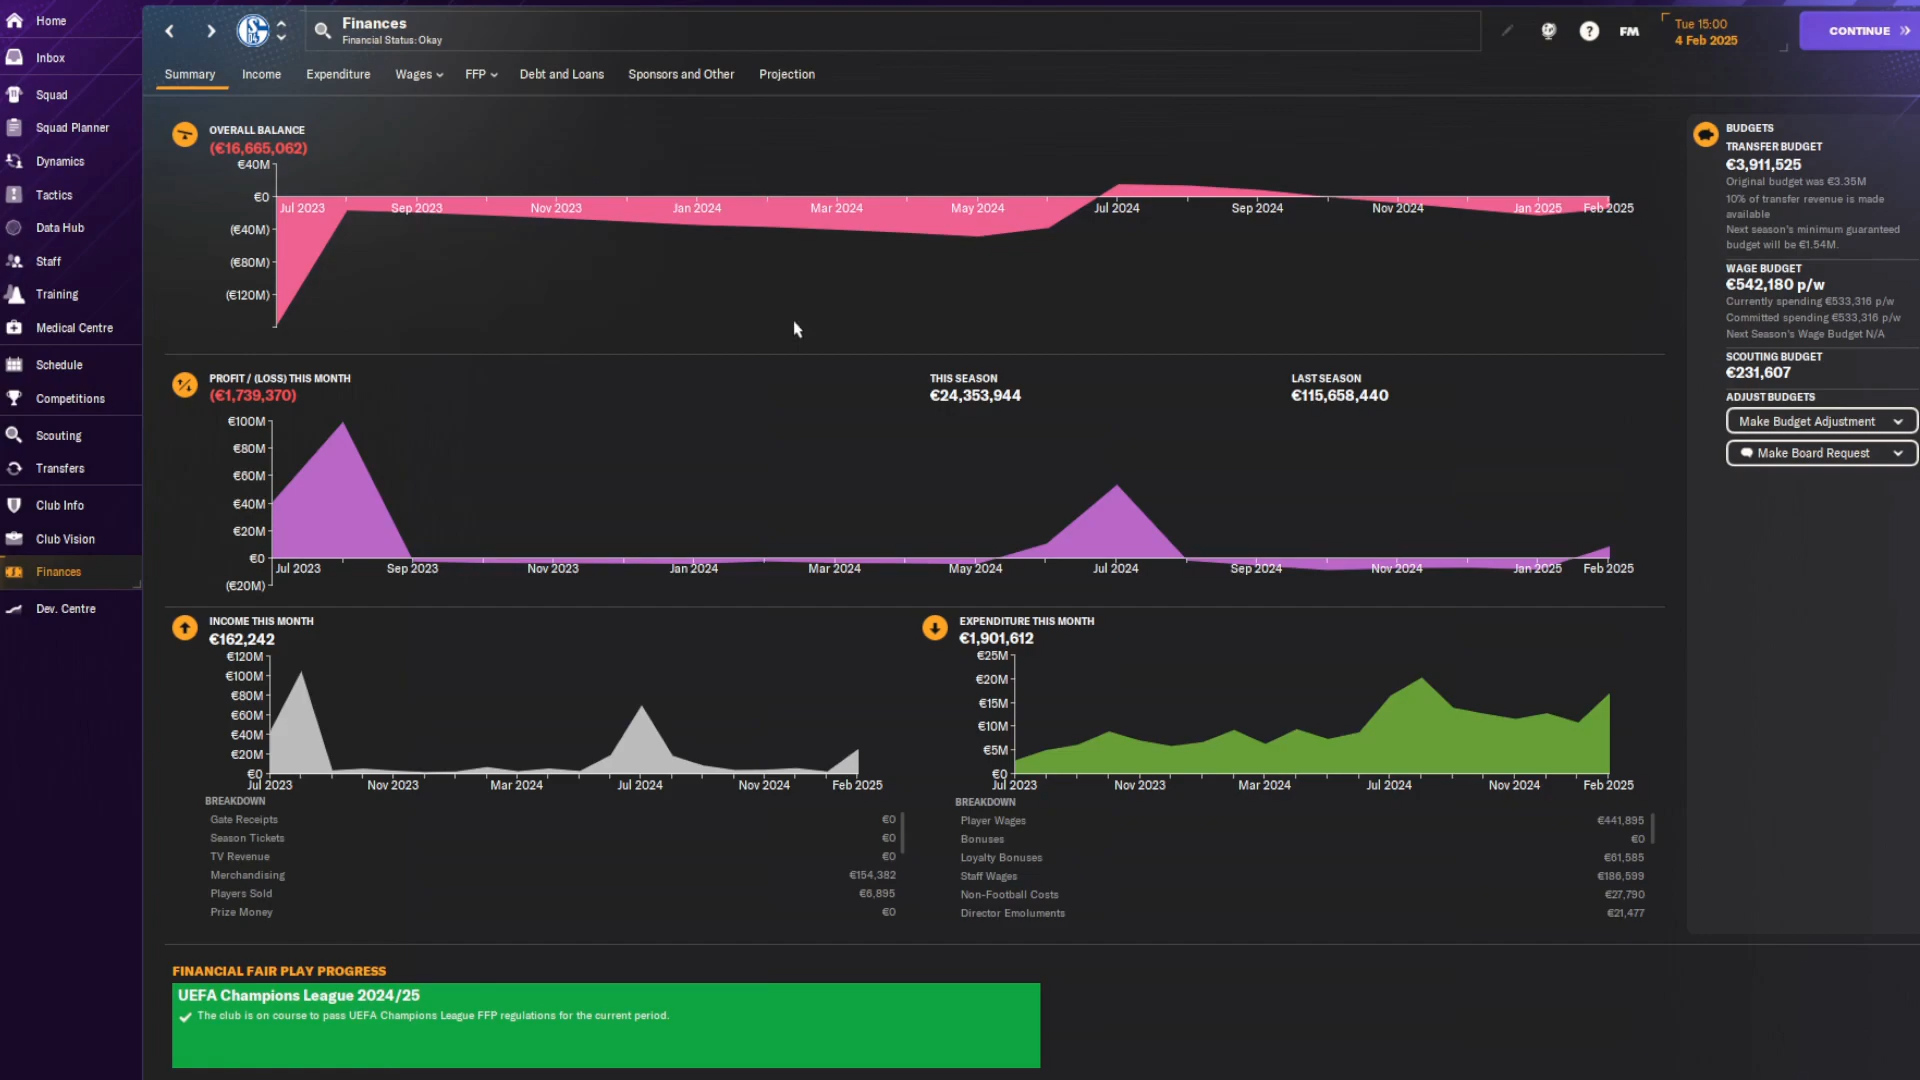 Home
Inbox
Squad
Squad Planner
Dynamics
Tactics
Data Hub
Staff
Training
Medical Centre
Schedule
Competitions
Scouting
Transfers
Club Info
Club Vision
Finances
Dev. Centre
Finances
Financial Status: Okay
FM
Tue 15:00
4 Feb 2025
CONTINUE
Summary Income Expenditure Wages FFP Debt and Loans Sponsors and Other Projection
OVERALL BALANCE
(€16,665,062)
€40M
€0
(€40M)
(€80M)
(€120M)
Jul 2023 Sep 2023 Nov 2023 Jan 2024 Mar 2024 May 2024 Jul 2024 Sep 2024 Nov 2024 Jan 2025 Feb 2025
PROFIT / (LOSS) THIS MONTH
(€1,739,370)
THIS SEASON
€24,353,944
LAST SEASON
€115,658,440
€100M
€80M
€60M
€40M
€20M
€0
(€20M)
Jul 2023 Sep 2023 Nov 2023 Jan 2024 Mar 2024 May 2024 Jul 2024 Sep 2024 Nov 2024 Jan 2025 Feb 2025
INCOME THIS MONTH
€162,242
€120M
€100M
€80M
€60M
€40M
€20M
€0
Jul 2023 Nov 2023 Mar 2024 Jul 2024 Nov 2024 Feb 2025
BREAKDOWN
Gate Receipts €0
Season Tickets €0
TV Revenue €0
Merchandising €154,382
Players Sold €6,895
Prize Money €0
EXPENDITURE THIS MONTH
€1,901,612
€25M
€20M
€15M
€10M
€5M
€0
Jul 2023 Nov 2023 Mar 2024 Jul 2024 Nov 2024 Feb 2025
BREAKDOWN
Player Wages €441,895
Bonuses €0
Loyalty Bonuses €61,585
Staff Wages €186,599
Non-Football Costs €27,790
Director Emoluments €21,477
FINANCIAL FAIR PLAY PROGRESS
UEFA Champions League 2024/25
The club is on course to pass UEFA Champions League FFP regulations for the current period.
BUDGETS
TRANSFER BUDGET
€3,911,525
Original budget was €3.35M
10% of transfer revenue is made
available
Next season's minimum guaranteed
budget will be €1.54M.
WAGE BUDGET
€542,180 p/w
Currently spending €533,316 p/w
Committed spending €533,316 p/w
Next Season's Wage Budget N/A
SCOUTING BUDGET
€231,607
ADJUST BUDGETS
Make Budget Adjustment
Make Board Request